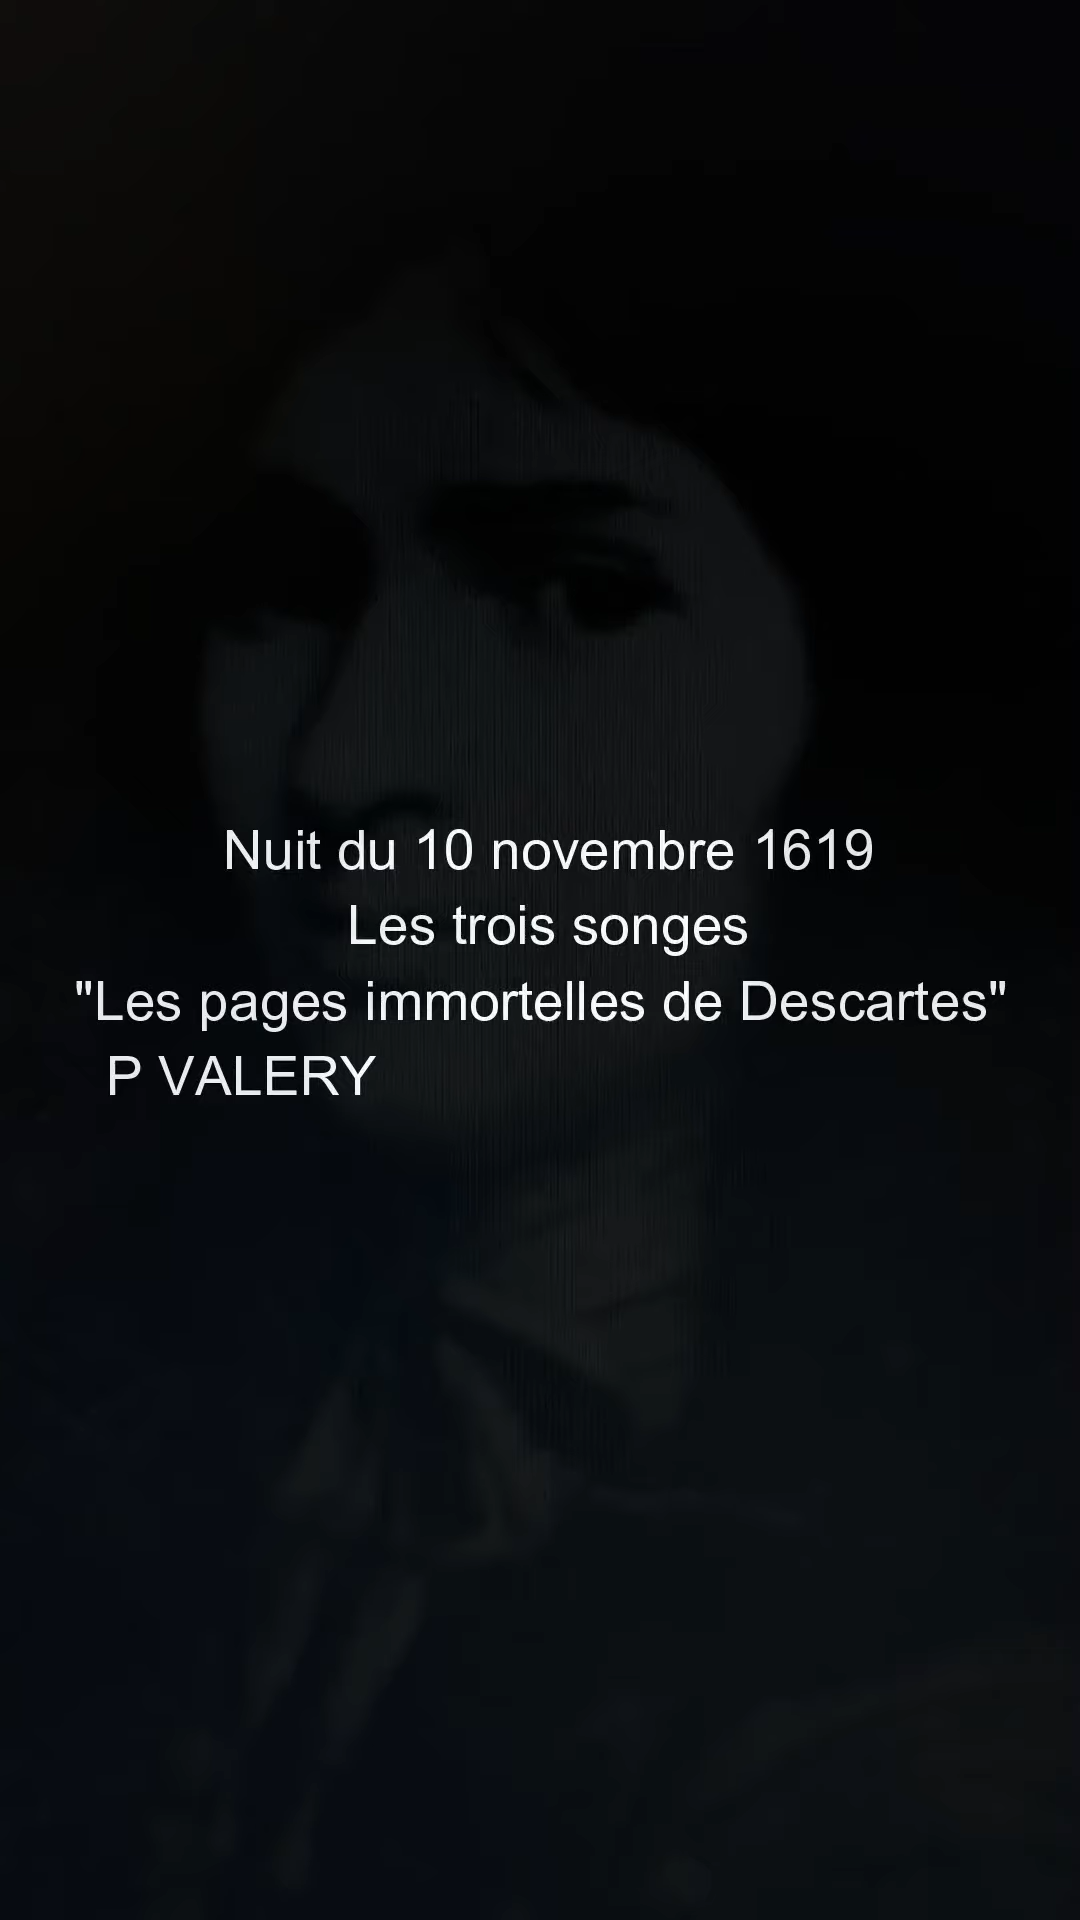 Nuit du 10 novembre 1619
Les trois songes
"Les pages immortelles de Descartes"
P VALERY